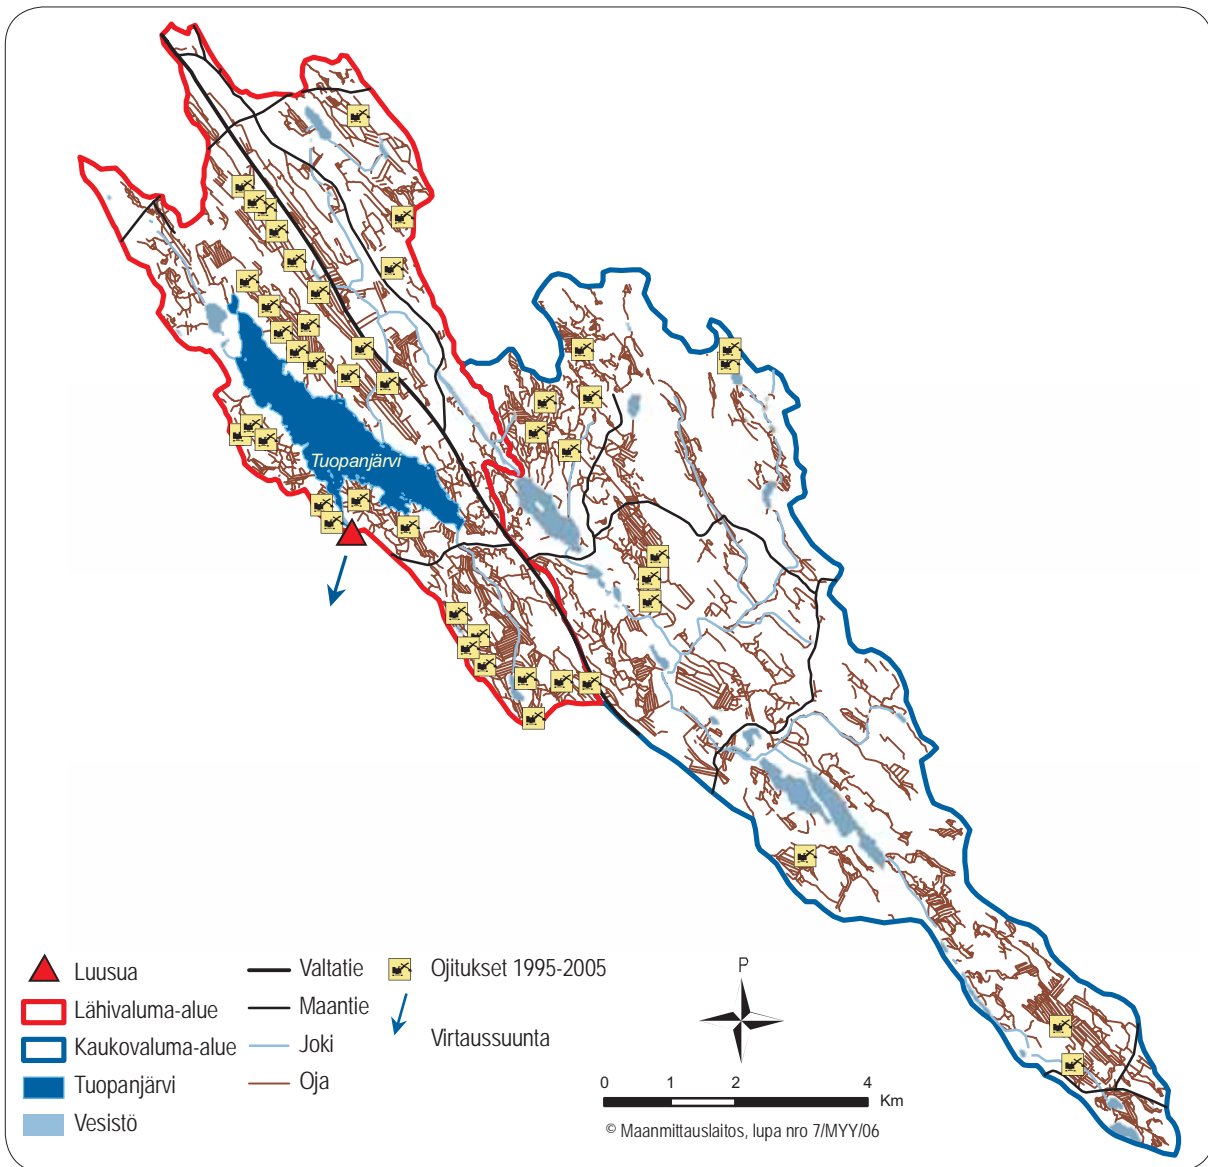 Tuopanjärvi
Luusua
Lähivaluma-alue
Kaukovaluma-alue
Tuopanjärvi
Vesistö
Valtatie
Maantie
Joki
Oja
Ojitukset 1995-2005
Virtaussuunta
P
0 1 2 4
Km
© Maanmittauslaitos, lupa nro 7/MYY/06